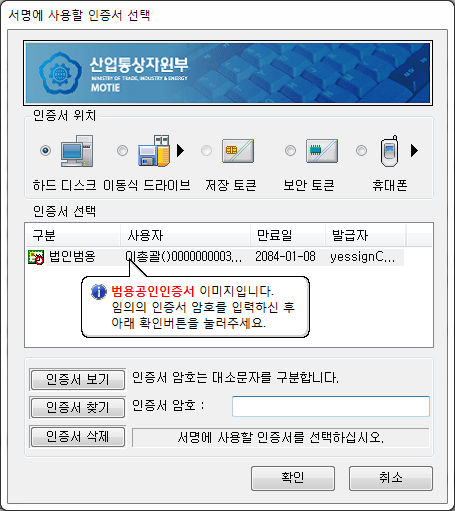 서명에 사용할 인증서 선택
산업통상자원부
MINISTRY OF TRADE, INDUSTRY & ENERGY
MOTIE
인증서 위치
하드 디스크 이동식 드라이브 저장 토큰 보안 토큰 휴대폰
인증서 선택
구분 사용자 만료일 발급자
법인범용 이총괄()0000000003... 2084-01-08 yessignC...
범용공인인증서 이미지입니다.
임의의 인증서 암호를 입력하신 후
아래 확인버튼을 눌러주세요.
인증서 보기 인증서 암호는 대소문자를 구분합니다.
인증서 찾기 인증서 암호 :
인증서 삭제 서명에 사용할 인증서를 선택하십시오.
확인 취소